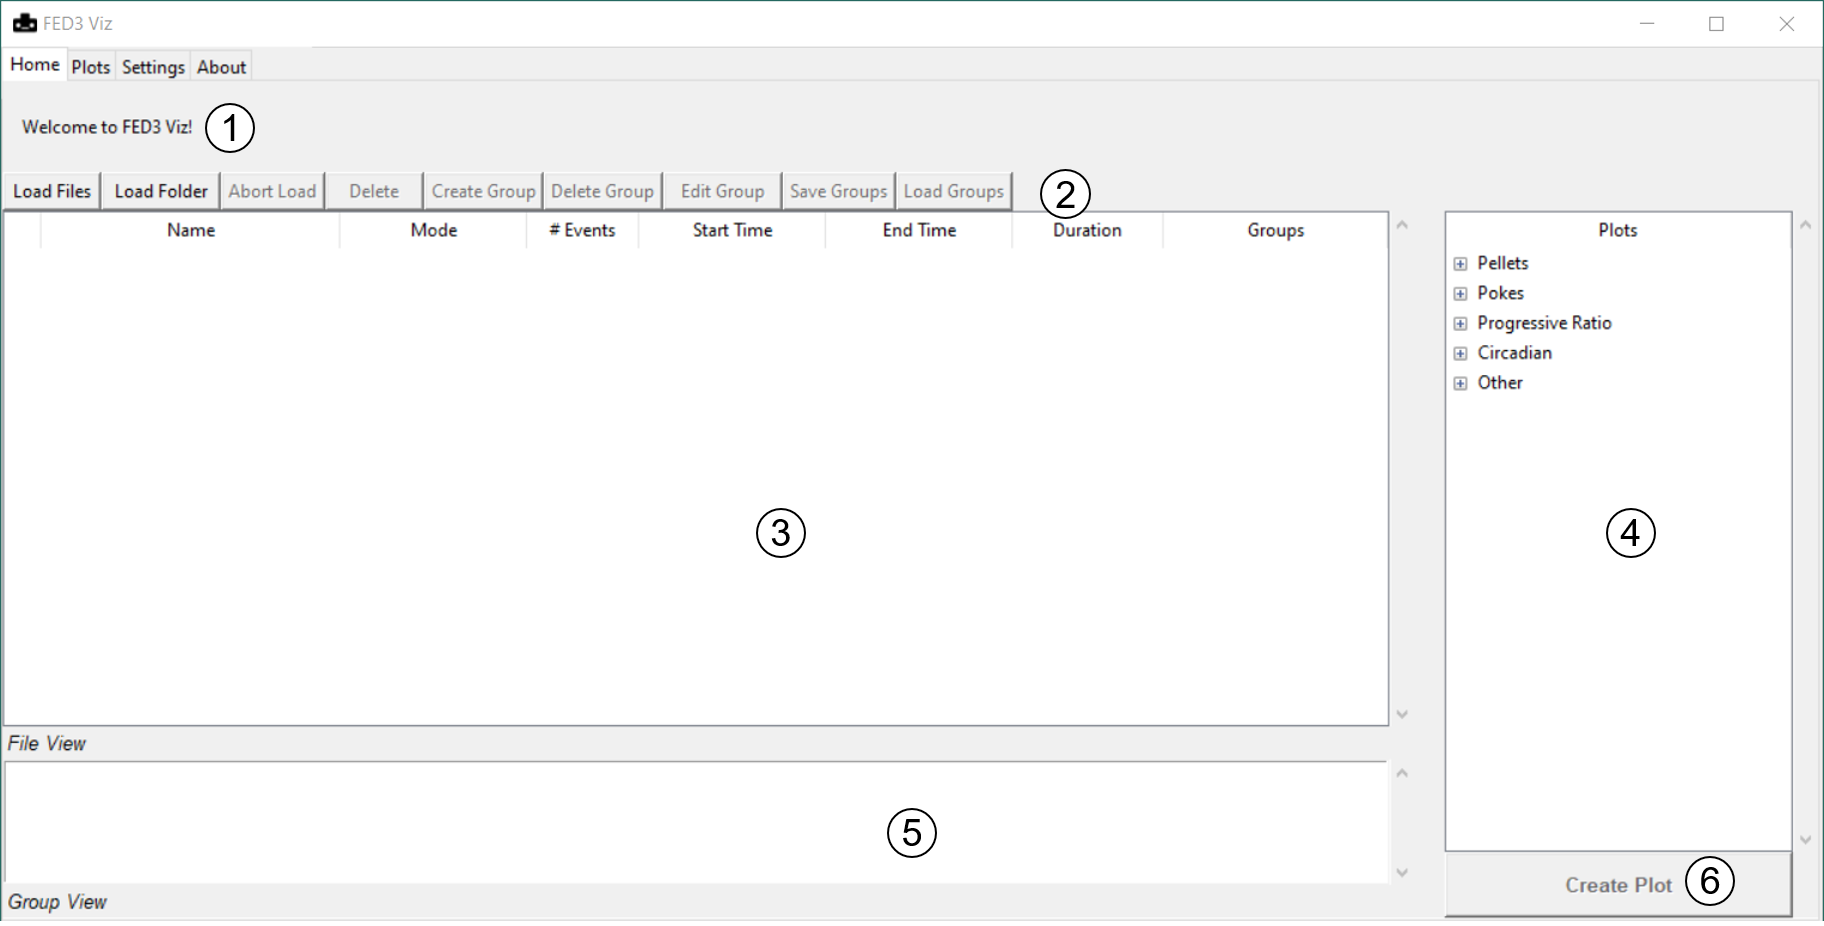 FED3 Viz
Home Plots Settings About
Welcome to FED3 Viz! 1
Load Files Load Folder Abort Load Delete Create Group Delete Group Edit Group Save Groups Load Groups 2
Name Mode # Events Start Time End Time Duration Groups
Plots
Pellets
Pokes
Progressive Ratio
Circadian
Other
3
4
File View
5
Group View
Create Plot 6